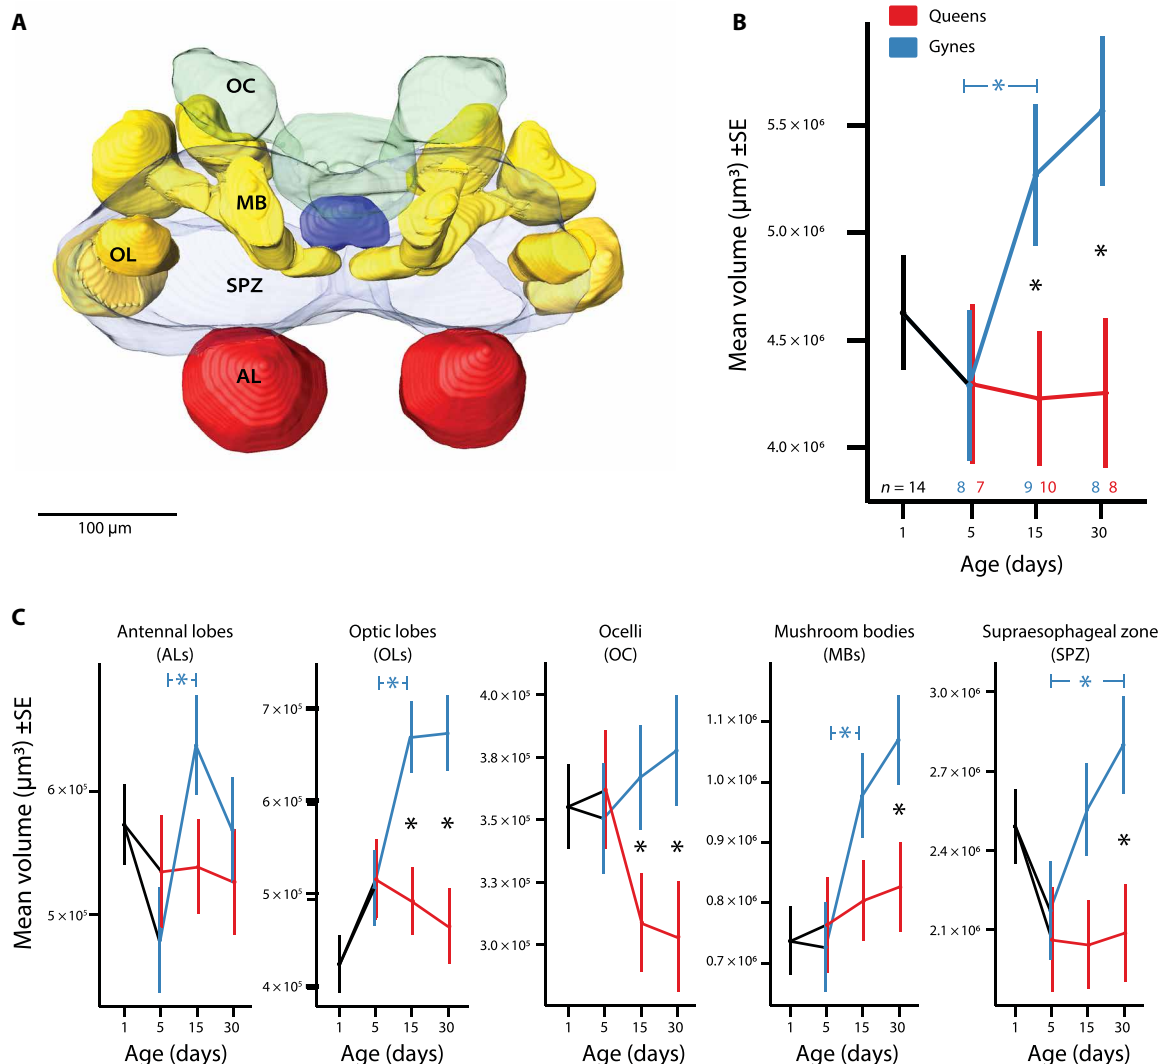 A
OC
MB
OL
SPZ
AL
100 µm
B
Queens
Gynes
*
Mean volume (µm³) ±SE
5.5 × 10⁶
5.0 × 10⁶
4.5 × 10⁶
4.0 × 10⁶
*
*
n = 14 8 7 9 10 8 8
1 5 15 30
Age (days)
C
Mean volume (µm³) ±SE
Antennal lobes
(ALs)
*
6 × 10⁵
5 × 10⁵
1 5 15 30
Age (days)
Optic lobes
(OLs)
*
7 × 10⁵
6 × 10⁵
* *
5 × 10⁵
4 × 10⁵
1 5 15 30
Age (days)
Ocelli
(OC)
4.0 × 10⁵
3.8 × 10⁵
3.5 × 10⁵
* *
3.3 × 10⁵
3.0 × 10⁵
1 5 15 30
Age (days)
Mushroom bodies
(MBs)
1.1 × 10⁶
*
1.0 × 10⁶
*
0.9 × 10⁶
0.8 × 10⁶
0.7 × 10⁶
1 5 15 30
Age (days)
Supraesophageal zone
(SPZ)
*
3.0 × 10⁶
2.7 × 10⁶
2.4 × 10⁶
*
2.1 × 10⁶
1 5 15 30
Age (days)